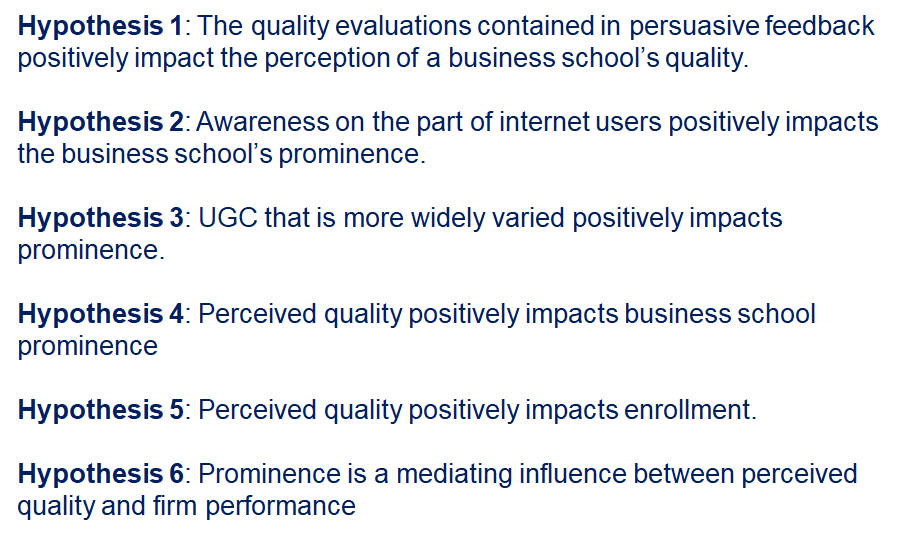 Hypothesis 1: The quality evaluations contained in persuasive feedback
positively impact the perception of a business school's quality.
Hypothesis 2: Awareness on the part of internet users positively impacts
the business school's prominence.
Hypothesis 3: UGC that is more widely varied positively impacts
prominence.
Hypothesis 4: Perceived quality positively impacts business school
prominence
Hypothesis 5: Perceived quality positively impacts enrollment.
Hypothesis 6: Prominence is a mediating influence between perceived
quality and firm performance